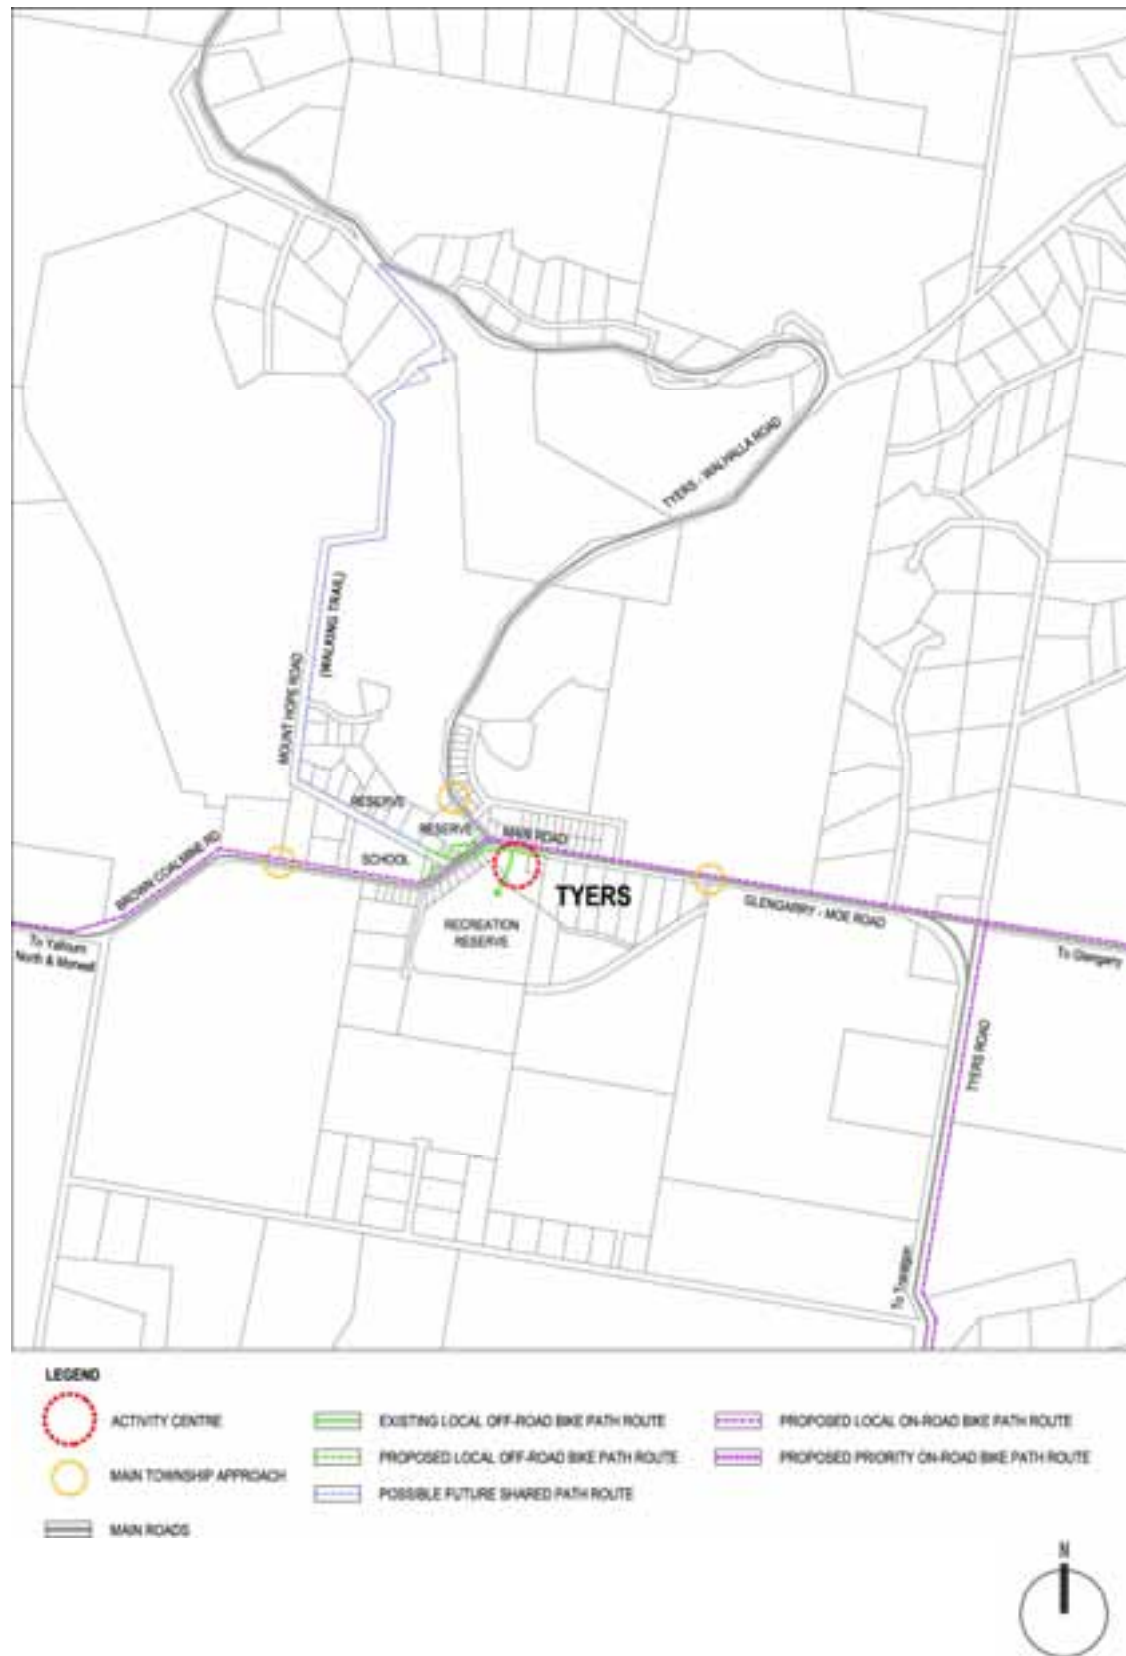 TYERS - WALHALLA ROAD
(WALKING TRAIL)
MOUNT HOPE ROAD
RESERVE
RESERVE
MAIN ROAD
SCHOOL
BROWN COALMINE RD
TYERS
GLENGARRY - MOE ROAD
RECREATION
RESERVE
To Yallourn
North & Morwell
To Glengarry
TYERS ROAD
To Traralgon
LEGEND
ACTIVITY CENTRE
MAIN TOWNSHIP APPROACH
MAIN ROADS
EXISTING LOCAL OFF-ROAD BIKE PATH ROUTE
PROPOSED LOCAL OFF-ROAD BIKE PATH ROUTE
POSSIBLE FUTURE SHARED PATH ROUTE
PROPOSED LOCAL ON-ROAD BIKE PATH ROUTE
PROPOSED PRIORITY ON-ROAD BIKE PATH ROUTE
N